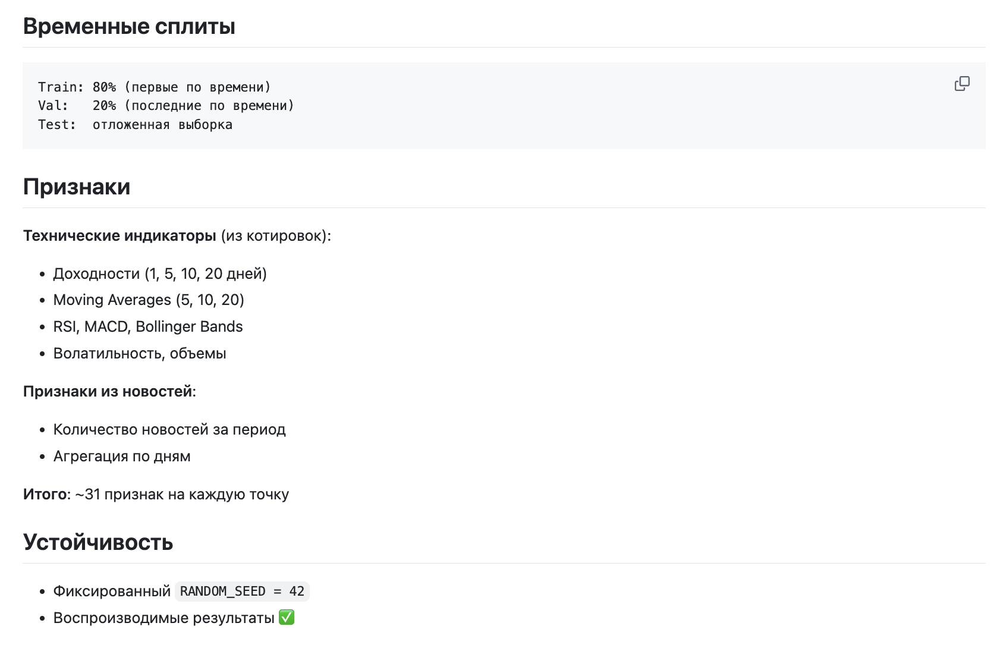 Временные сплиты
Train: 80% (первые по времени)
Val:   20% (последние по времени)
Test:  отложенная выборка
Признаки
Технические индикаторы (из котировок):
Доходности (1, 5, 10, 20 дней)
Moving Averages (5, 10, 20)
RSI, MACD, Bollinger Bands
Волатильность, объемы
Признаки из новостей:
Количество новостей за период
Агрегация по дням
Итого: ~31 признак на каждую точку
Устойчивость
Фиксированный RANDOM_SEED = 42
Воспроизводимые результаты ✅